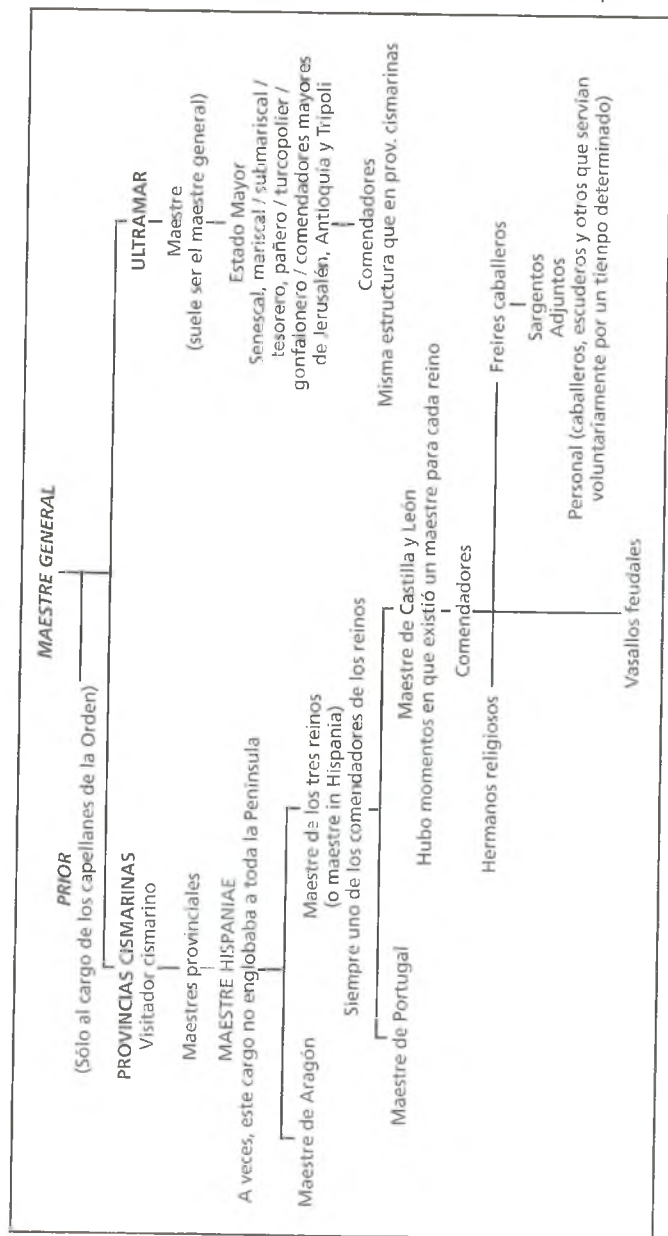 MAESTRE GENERAL
PRIOR
(Sólo al cargo de los capellanes de la Orden)
PROVINCIAS CISMARINAS
Visitador cismarino
Maestres provinciales
MAESTRE HISPANIAE
A veces, este cargo no englobaba a toda la Península
Maestre de Aragón
Maestre de los tres reinos
(o maestre in Hispania)
Siempre uno de los comendadores de los reinos
Maestre de Portugal
Maestre de Castilla y León
Hubo momentos en que existió un maestre para cada reino
Comendadores
Hermanos religiosos
Freires caballeros
Sargentos
Adjuntos
Personal (caballeros, escuderos y otros que servían
voluntariamente por un tiempo determinado)
Vasallos feudales
ULTRAMAR
Maestre
(suele ser el maestre general)
Estado Mayor
Senescal, mariscal / submariscal /
tesorero, pañero / turcopolier /
gonfalonero / comendadores mayores
de Jerusalén, Antioquía y Trípoli
Comendadores
Misma estructura que en prov. cismarinas